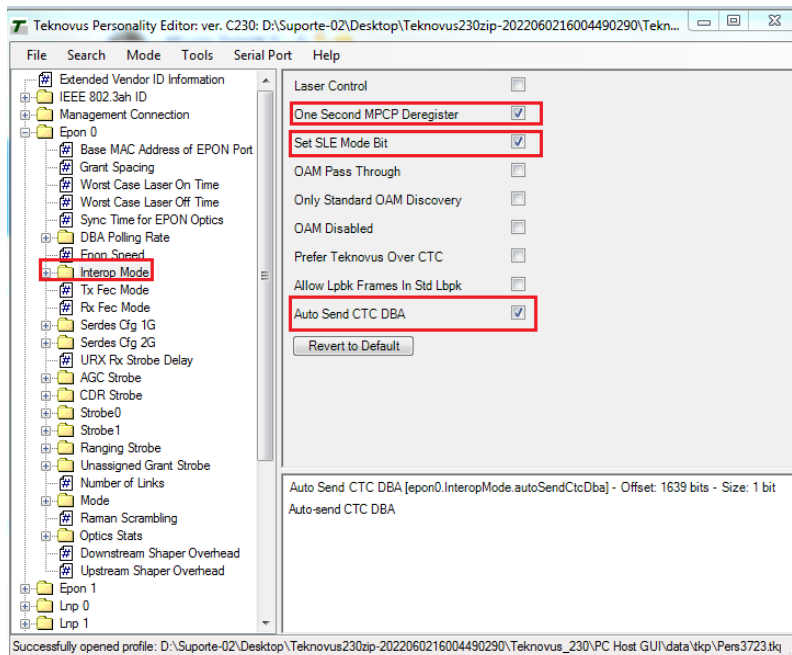 Teknovus Personality Editor: ver. C230: D:\Suporte-02\Desktop\Teknovus230zip-2022060216004490290\Tekn...
File Search Mode Tools Serial Port Help
Extended Vendor ID Information
IEEE 802.3ah ID
Management Connection
Epon 0
Base MAC Address of EPON Port
Grant Spacing
Worst Case Laser On Time
Worst Case Laser Off Time
Sync Time for EPON Optics
DBA Polling Rate
Epon Speed
Interop Mode
Tx Fec Mode
Rx Fec Mode
Serdes Cfg 1G
Serdes Cfg 2G
URX Rx Strobe Delay
AGC Strobe
CDR Strobe
Strobe0
Strobe1
Ranging Strobe
Unassigned Grant Strobe
Number of Links
Mode
Raman Scrambling
Optics Stats
Downstream Shaper Overhead
Upstream Shaper Overhead
Epon 1
Lnp 0
Lnp 1
Laser Control
One Second MPCP Deregister
Set SLE Mode Bit
OAM Pass Through
Only Standard OAM Discovery
OAM Disabled
Prefer Teknovus Over CTC
Allow Lpbk Frames In Std Lbpk
Auto Send CTC DBA
Revert to Default
Auto Send CTC DBA [epon0.InteropMode.autoSendCtcDba] - Offset: 1639 bits - Size: 1 bit
Auto-send CTC DBA
Successfully opened profile: D:\Suporte-02\Desktop\Teknovus230zip-2022060216004490290\Teknovus_230\PC Host GUI\data\tkp\Pers3723.tkp